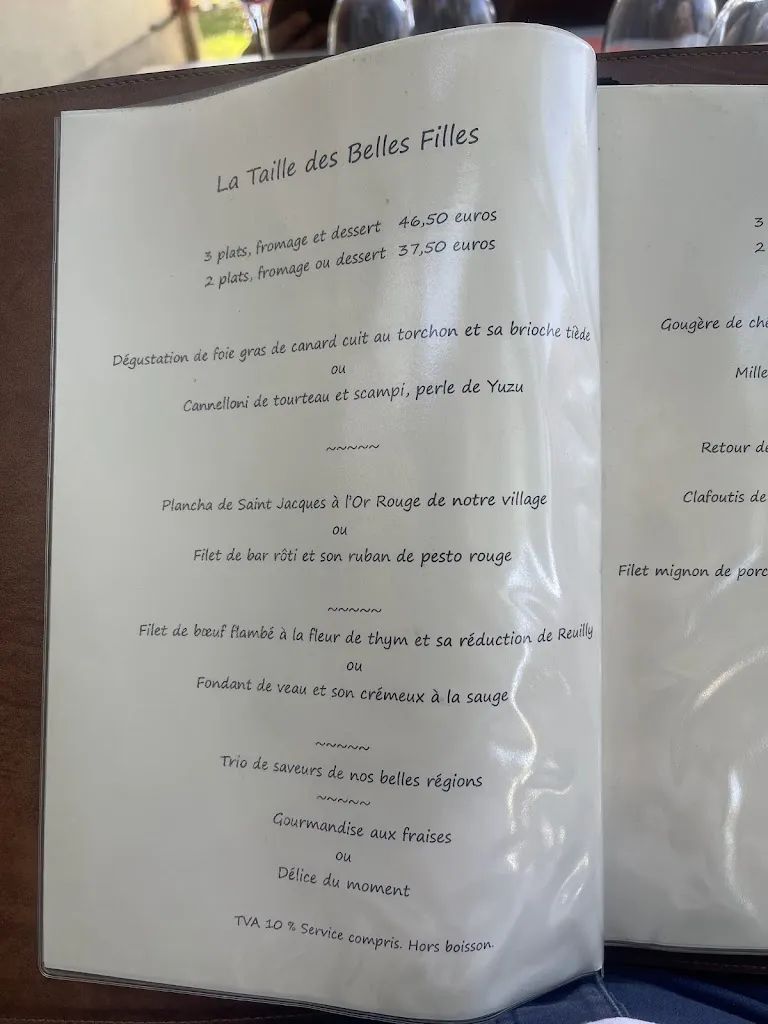 La Taille des Belles Filles
3 plats, fromage et dessert 46,50 euros
2 plats, fromage ou dessert 37,50 euros
Dégustation de foie gras de canard cuit au torchon et sa brioche tiède
ou
Cannelloni de tourteau et scampi, perle de Yuzu
~~~~~
Plancha de Saint Jacques à l'Or Rouge de notre village
ou
Filet de bar rôti et son ruban de pesto rouge
~~~~~
Filet de bœuf flambé à la fleur de thym et sa réduction de Reuilly
ou
Fondant de veau et son crémeux à la sauge
~~~~~
Trio de saveurs de nos belles régions
~~~~~
Gourmandise aux fraises
ou
Délice du moment
TVA 10 % Service compris. Hors boisson.
3
2
Gougère de
Mille
Retour
Clafoutis de
Filet mignon de porc